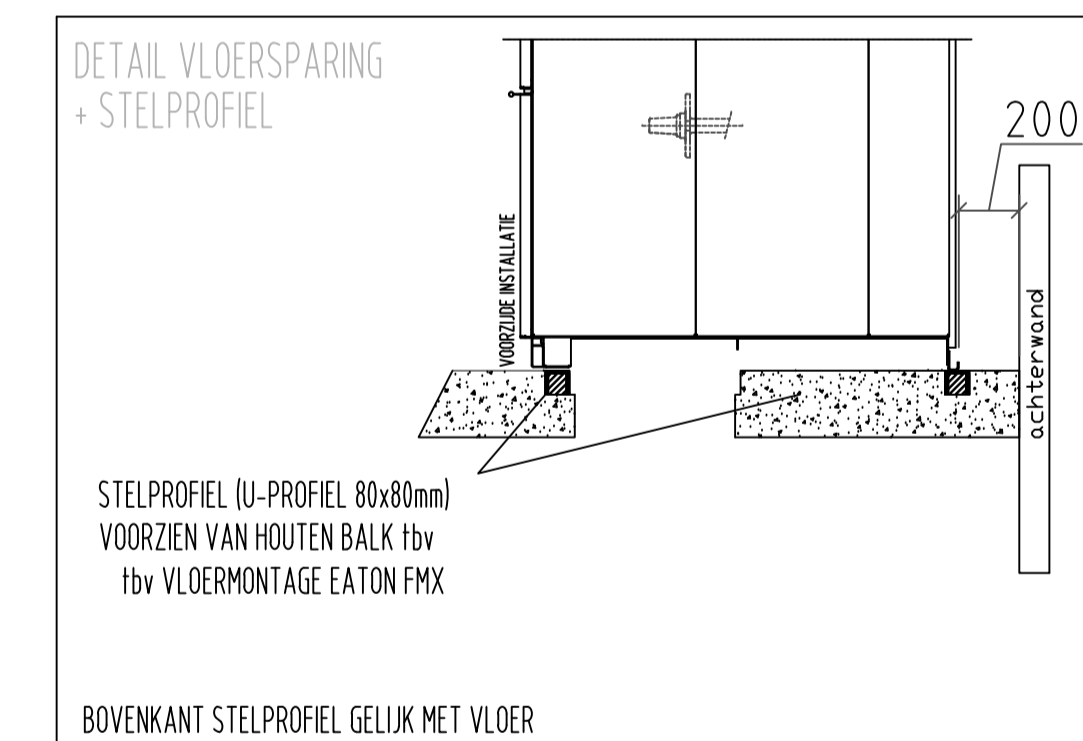 DETAIL VLOERSPARING
+ STELPROFIEL
200
VOORZIJDE INSTALLATIE
achterwand
STELPROFIEL (U-PROFIEL 80x80mm)
VOORZIEN VAN HOUTEN BALK tbv
tbv VLOERMONTAGE EATON FMX
BOVENKANT STELPROFIEL GELIJK MET VLOER